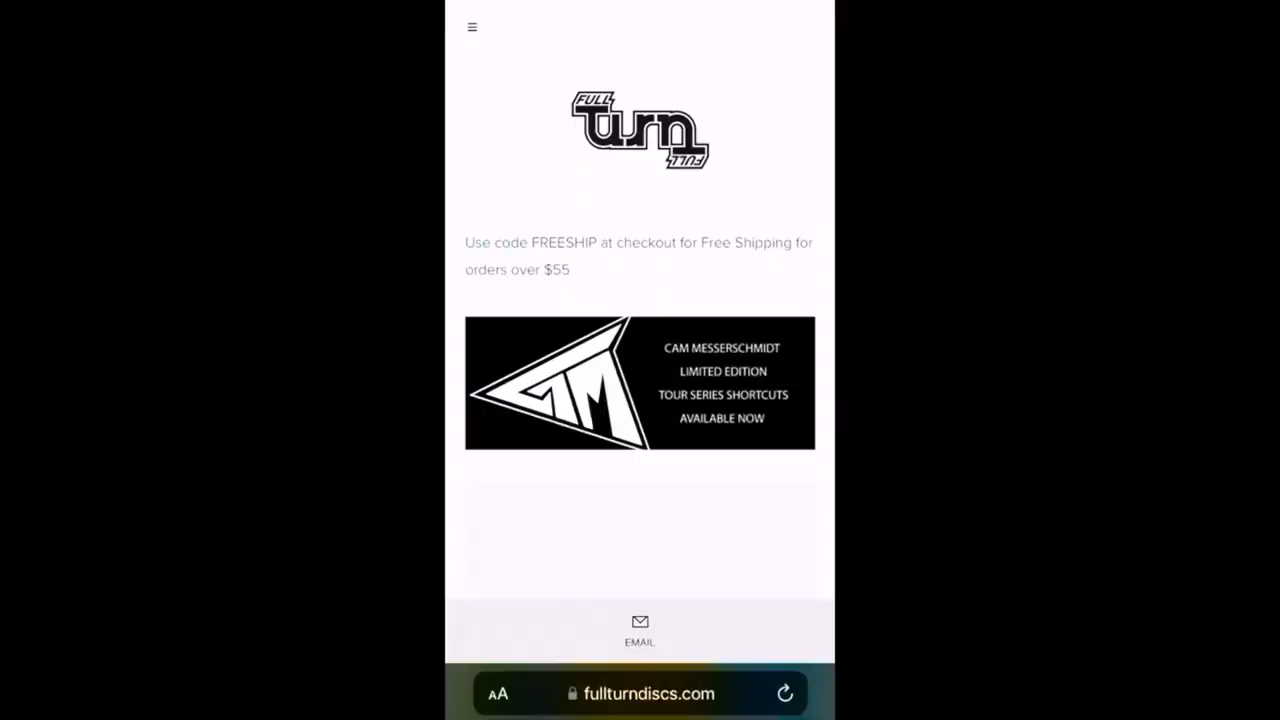 FULL
Turn
FULL
Use code FREESHIP at checkout for Free Shipping for
orders over $55
CM
CAM MESSERSCHMIDT
LIMITED EDITION
TOUR SERIES SHORTCUTS
AVAILABLE NOW
EMAIL
AA
fullturndiscs.com